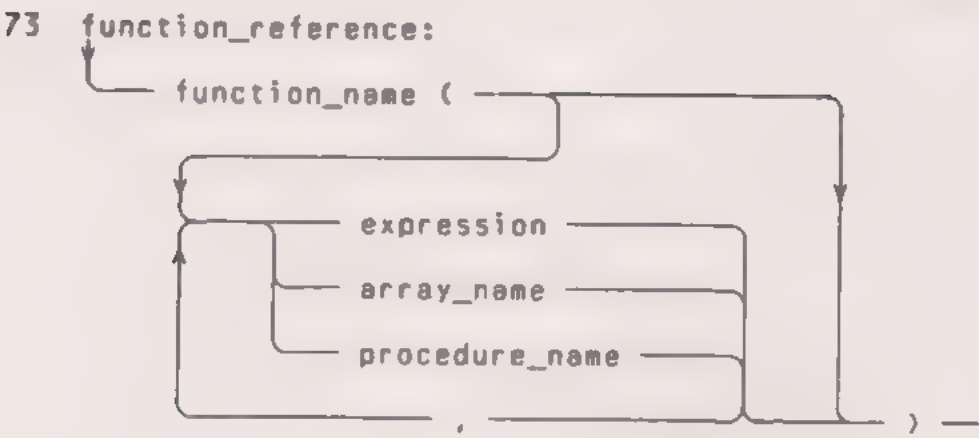 73 function_reference:
function_name (
expression
array_name
procedure_name
, )